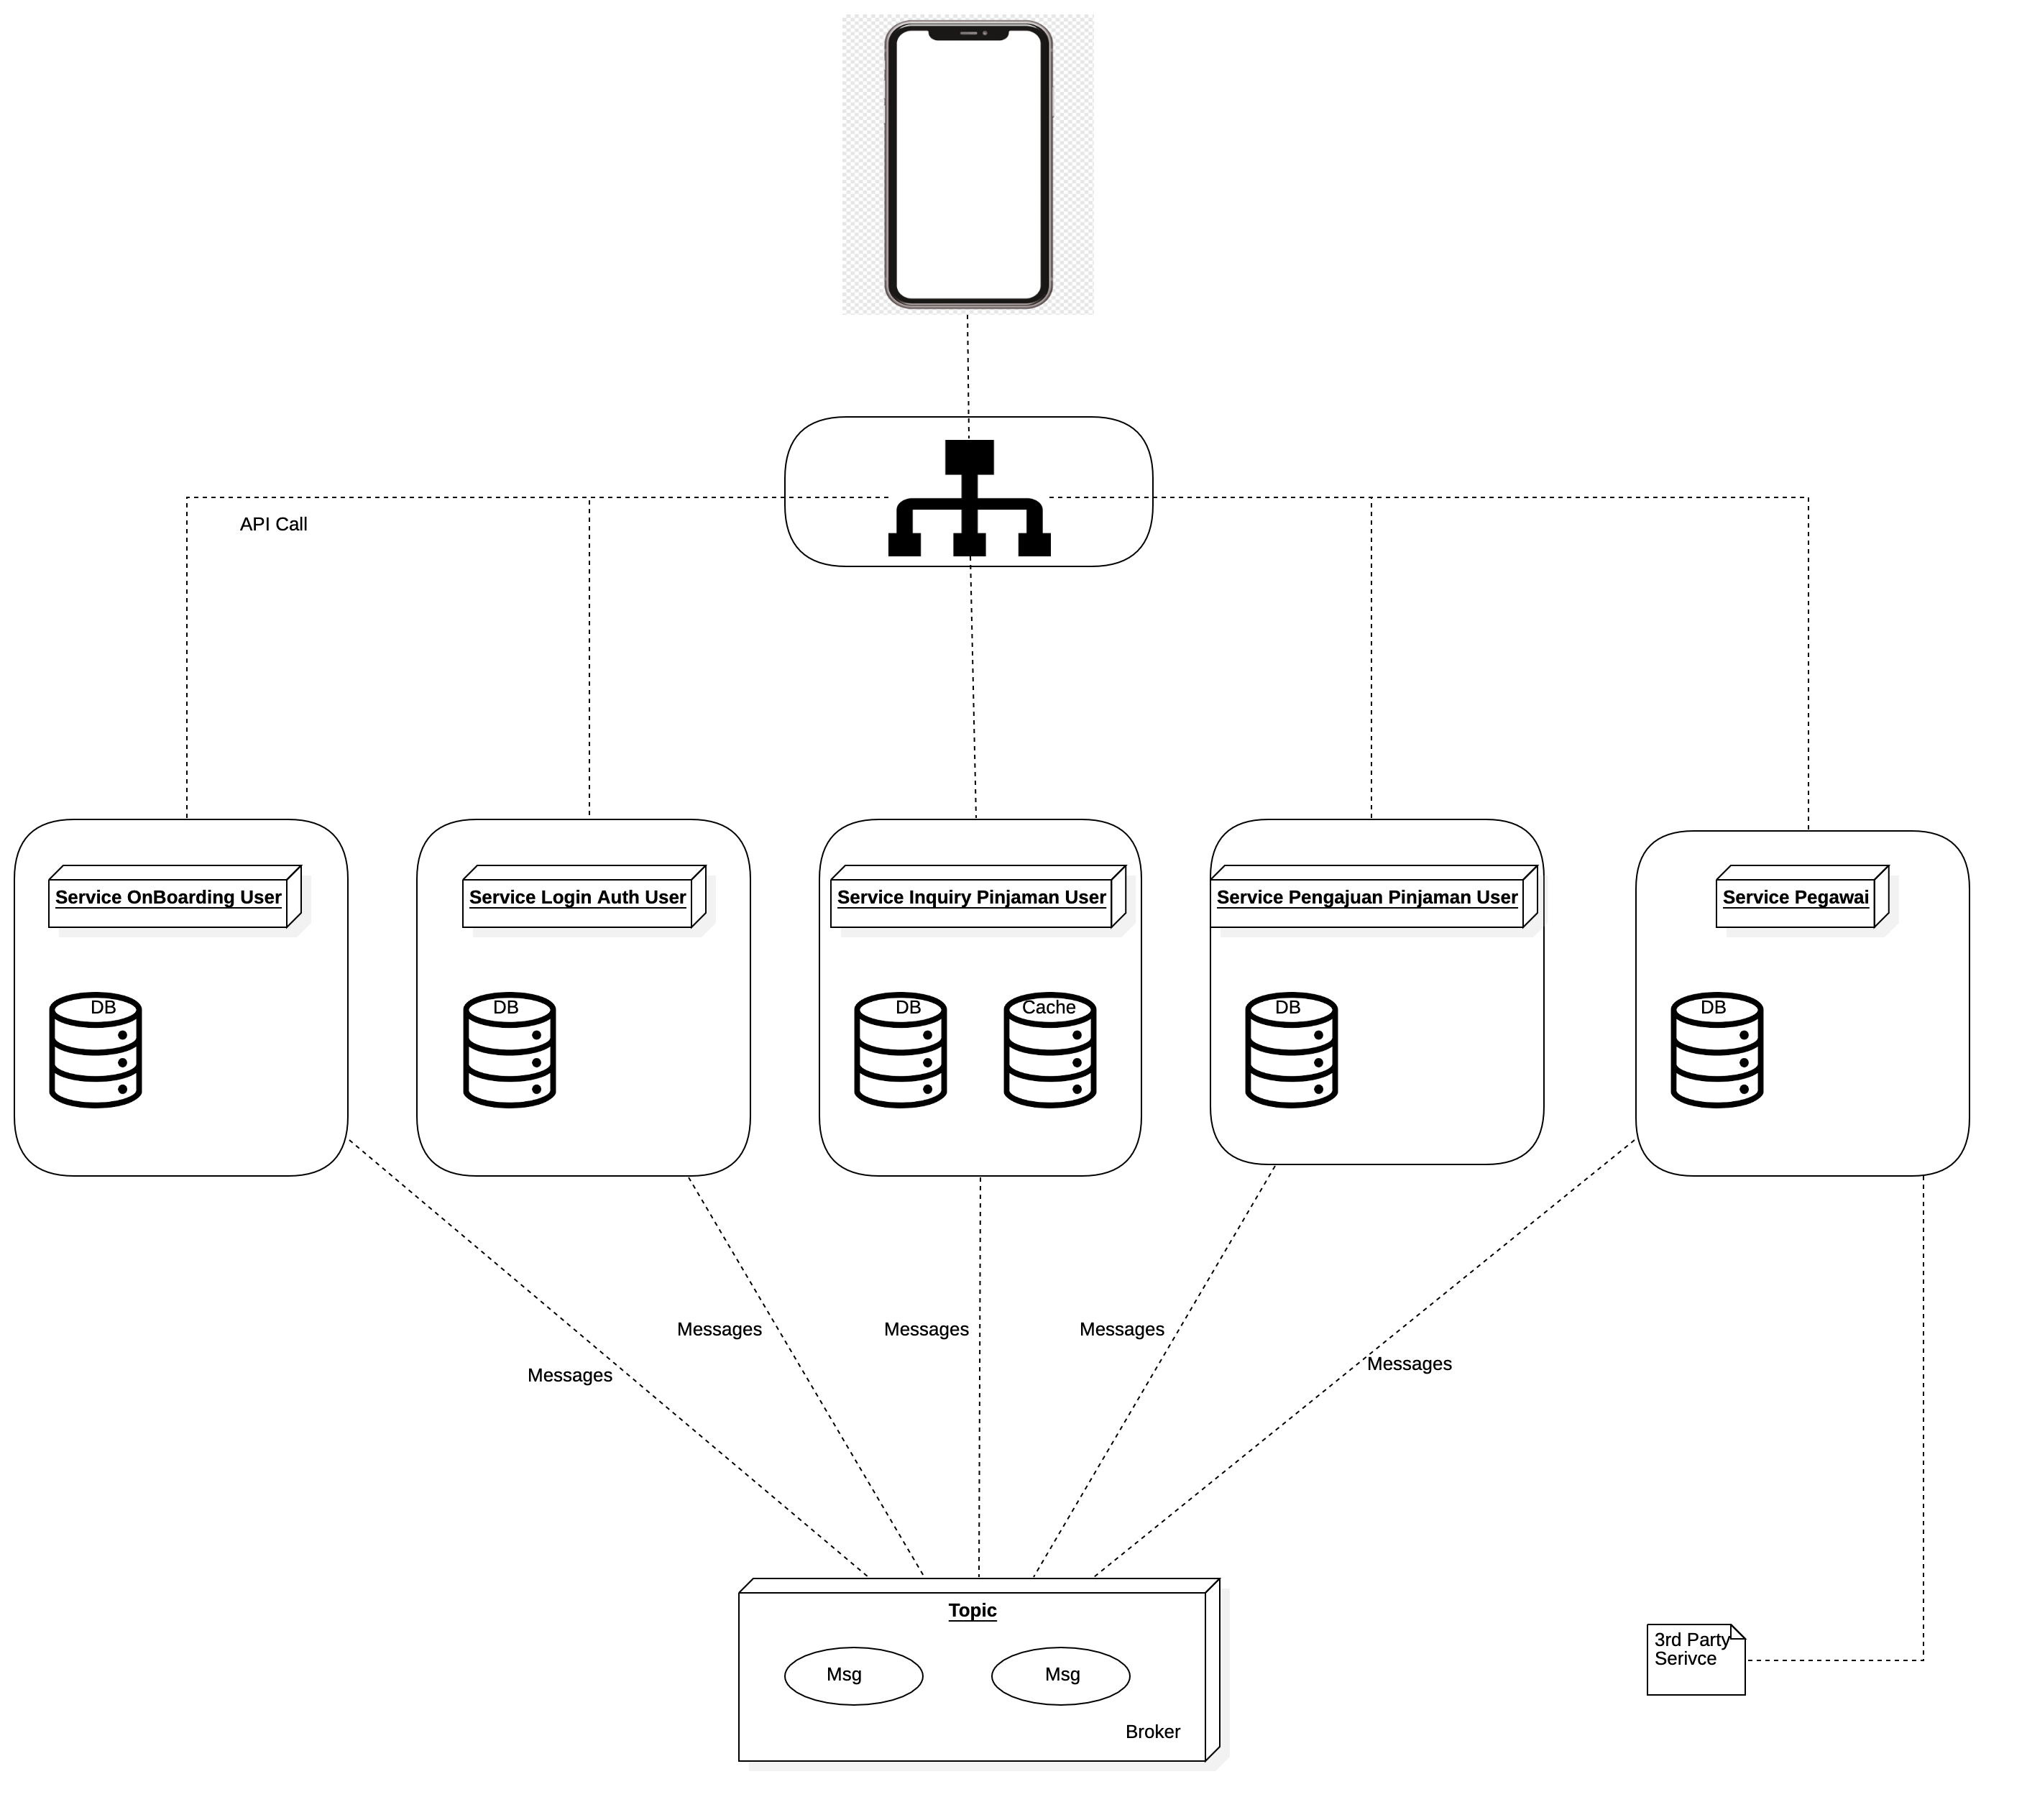 API Call
Service OnBoarding User
Service Login Auth User
Service Inquiry Pinjaman User
Service Pengajuan Pinjaman User
Service Pegawai
DB
DB
DB
Cache
DB
DB
Messages
Messages
Messages
Messages
Messages
Topic
Msg
Msg
Broker
3rd Party
Serivce